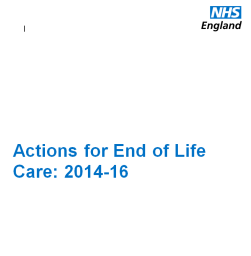 NHS
England
Actions for End of Life
Care: 2014-16